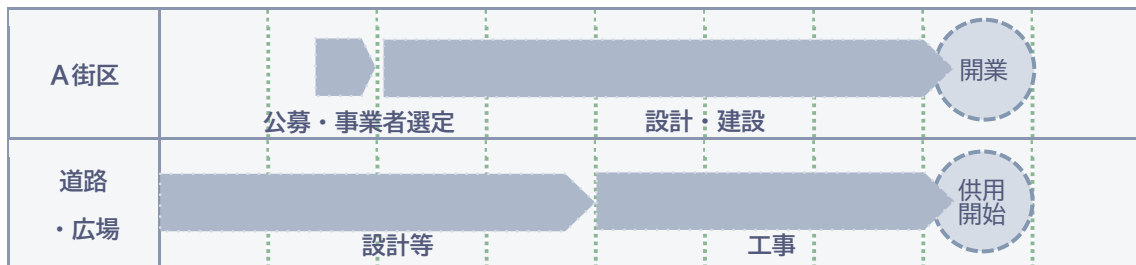 A街区
開業
公募・事業者選定
設計・建設
道路
・広場
供用
開始
設計等
工事